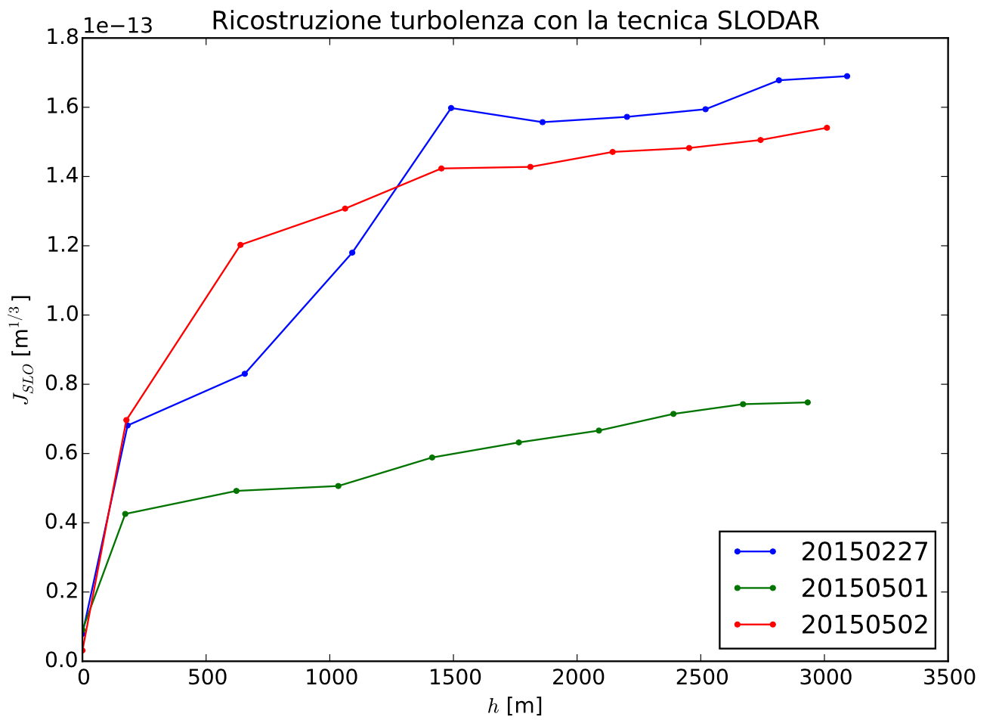 Ricostruzione turbolenza con la tecnica SLODAR
1e−13
1.8
1.6
1.4
1.2
1.0
0.8
0.6
0.4
0.2
0.0
J_{SLO} [m^{1/3}]
0 500 1000 1500 2000 2500 3000 3500
h [m]
20150227
20150501
20150502